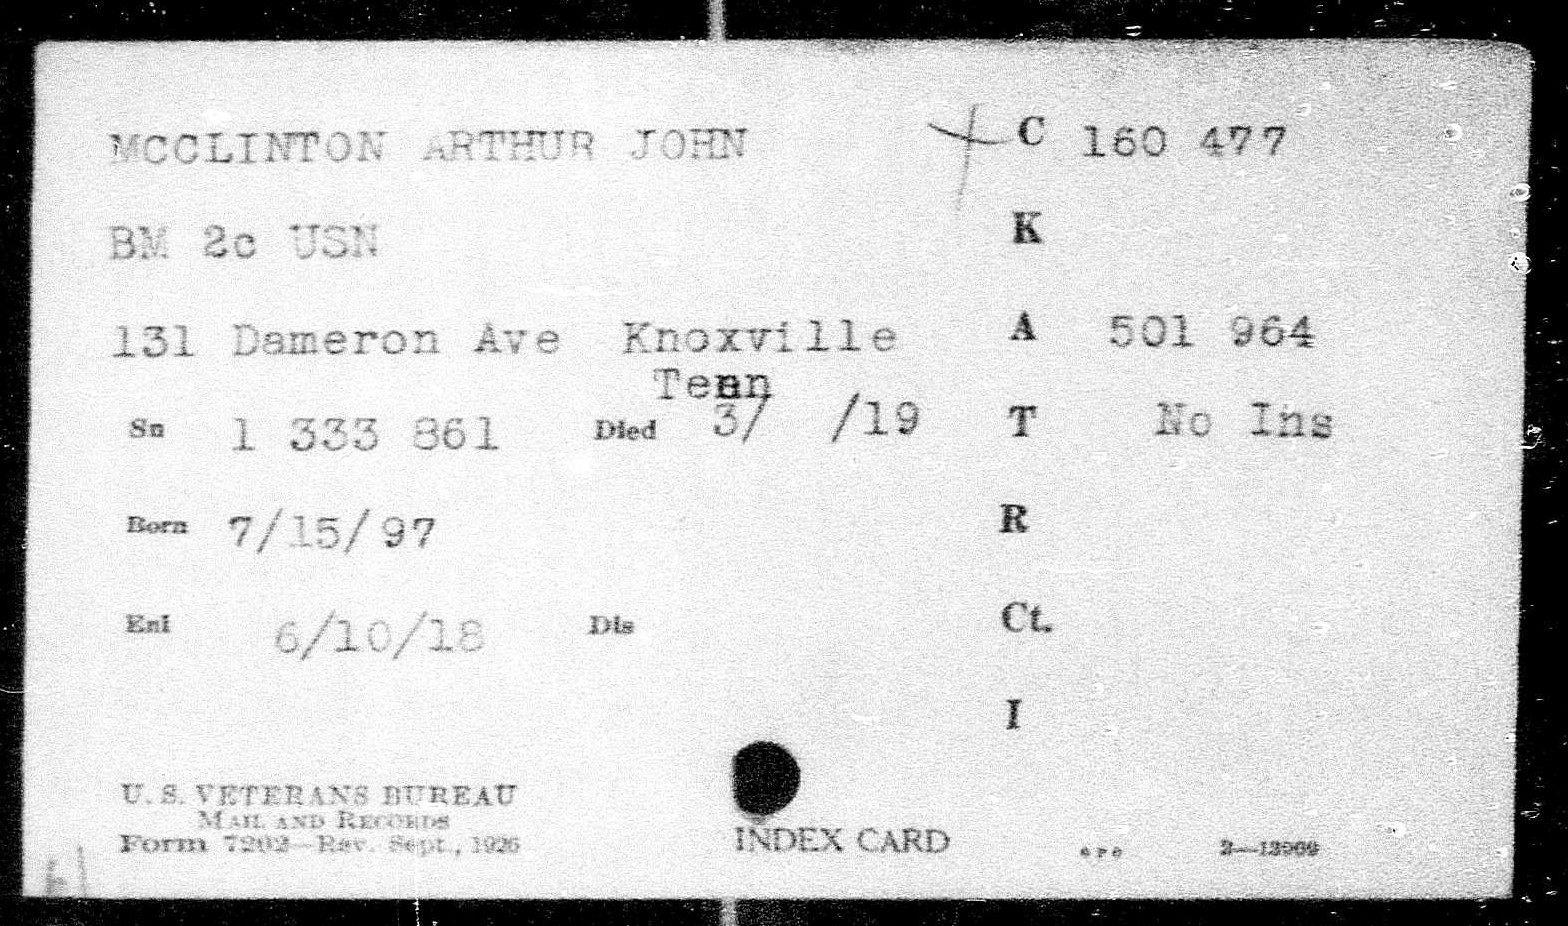 MCCLINTON ARTHUR JOHN C 160 477
BM 2c USN K
131 Dameron Ave Knoxville A 501 964
Tenn
Sn 1 333 861 Died 3/ /19 T No Ins
Born 7/15/97 R
Enl 6/10/18 Dis Ct.
I
U. S. VETERANS BUREAU
MAIL AND RECORDS
Form 7202—Rev. Sept., 1926 INDEX CARD GPO